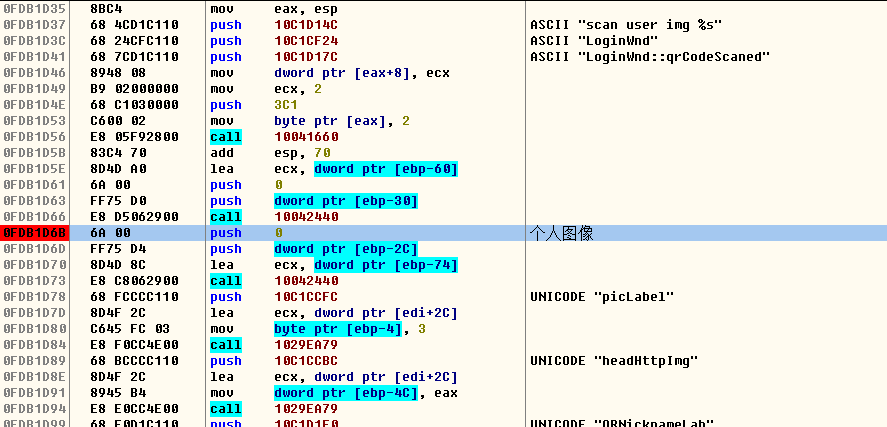 0FDB1D35 8BC4 mov eax, esp
0FDB1D37 68 4CD1C110 push 10C1D14C ASCII "scan user img %s"
0FDB1D3C 68 24CFC110 push 10C1CF24 ASCII "LoginWnd"
0FDB1D41 68 7CD1C110 push 10C1D17C ASCII "LoginWnd::qrCodeScaned"
0FDB1D46 8948 08 mov dword ptr [eax+8], ecx
0FDB1D49 B9 02000000 mov ecx, 2
0FDB1D4E 68 C1030000 push 3C1
0FDB1D53 C600 02 mov byte ptr [eax], 2
0FDB1D56 E8 05F92800 call 10041660
0FDB1D5B 83C4 70 add esp, 70
0FDB1D5E 8D4D A0 lea ecx, dword ptr [ebp-60]
0FDB1D61 6A 00 push 0
0FDB1D63 FF75 D0 push dword ptr [ebp-30]
0FDB1D66 E8 D5062900 call 10042440
0FDB1D6B 6A 00 push 0 个人图像
0FDB1D6D FF75 D4 push dword ptr [ebp-2C]
0FDB1D70 8D4D 8C lea ecx, dword ptr [ebp-74]
0FDB1D73 E8 C8062900 call 10042440
0FDB1D78 68 FCCCC110 push 10C1CCFC UNICODE "picLabel"
0FDB1D7D 8D4F 2C lea ecx, dword ptr [edi+2C]
0FDB1D80 C645 FC 03 mov byte ptr [ebp-4], 3
0FDB1D84 E8 F0CC4E00 call 1029EA79
0FDB1D89 68 BCCCC110 push 10C1CCBC UNICODE "headHttpImg"
0FDB1D8E 8D4F 2C lea ecx, dword ptr [edi+2C]
0FDB1D91 8945 B4 mov dword ptr [ebp-4C], eax
0FDB1D94 E8 E0CC4E00 call 1029EA79
0FDB1D99 68 E0D1C110 push 10C1D1E0 UNICODE "QRNicknameLab"